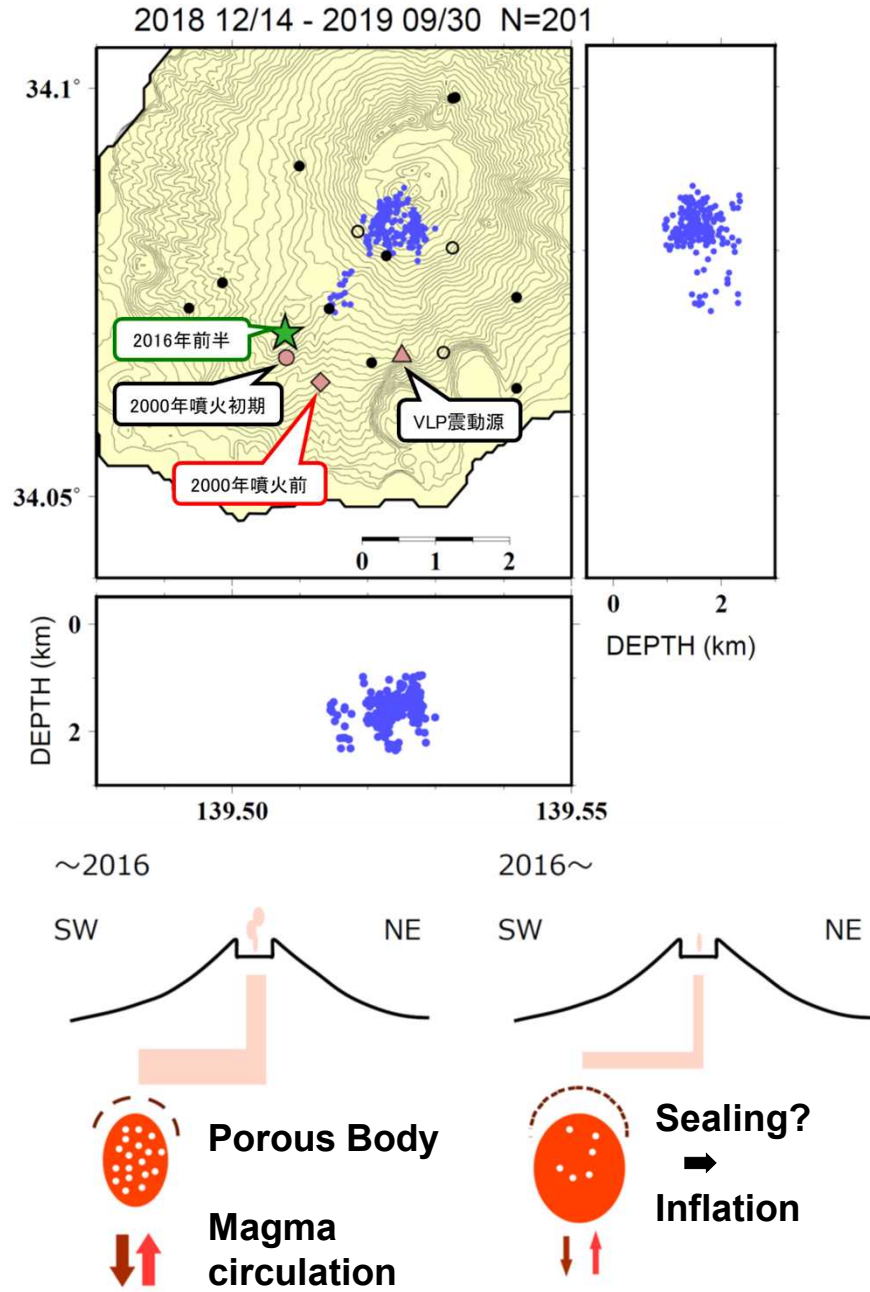 2018 12/14 - 2019 09/30 N=201
34.1°
2016年前半
2000年噴火初期
VLP震動源
2000年噴火前
34.05°
0 1 2
0 2
DEPTH (km)
0
2
DEPTH (km)
139.50 139.55
～2016
SW NE
Porous Body
Magma
circulation
2016～
SW NE
Sealing?
➡
Inflation